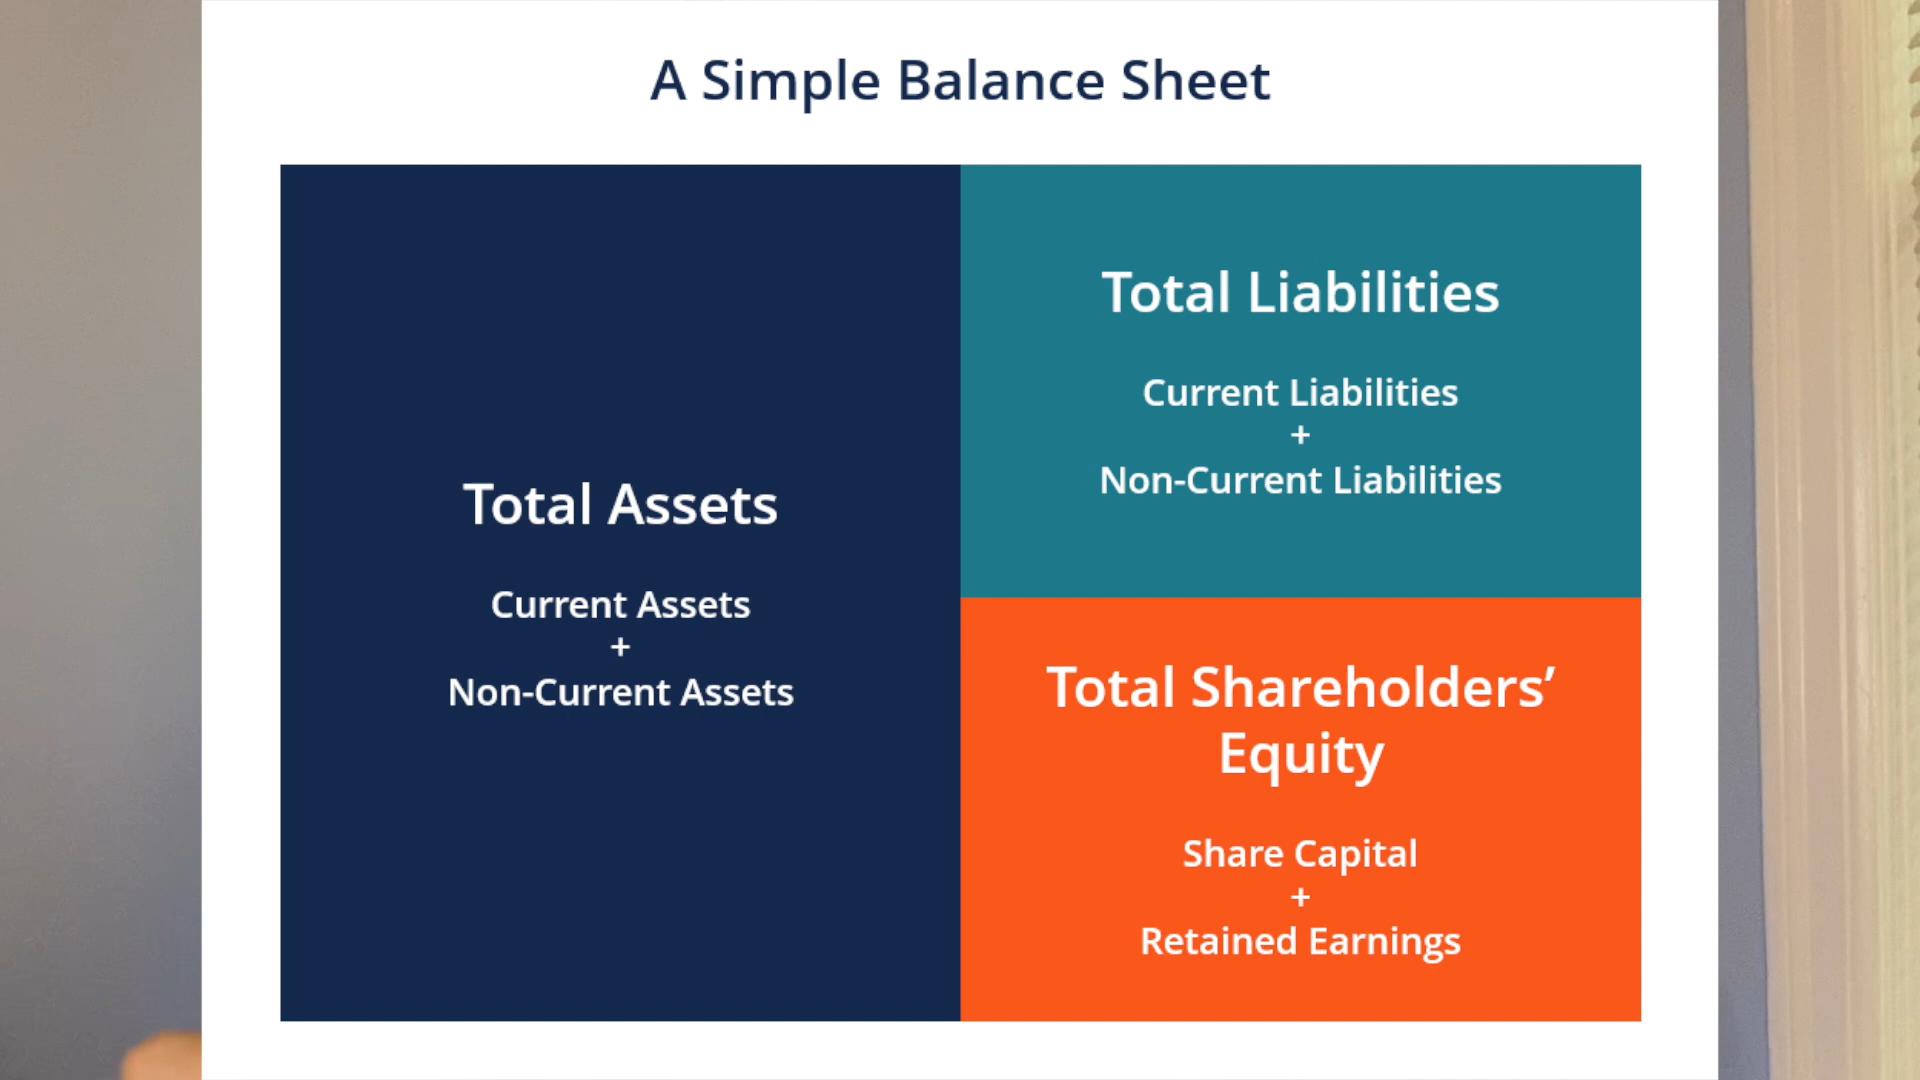 A Simple Balance Sheet
Total Assets
Current Assets
+
Non-Current Assets
Total Liabilities
Current Liabilities
+
Non-Current Liabilities
Total Shareholders’
Equity
Share Capital
+
Retained Earnings